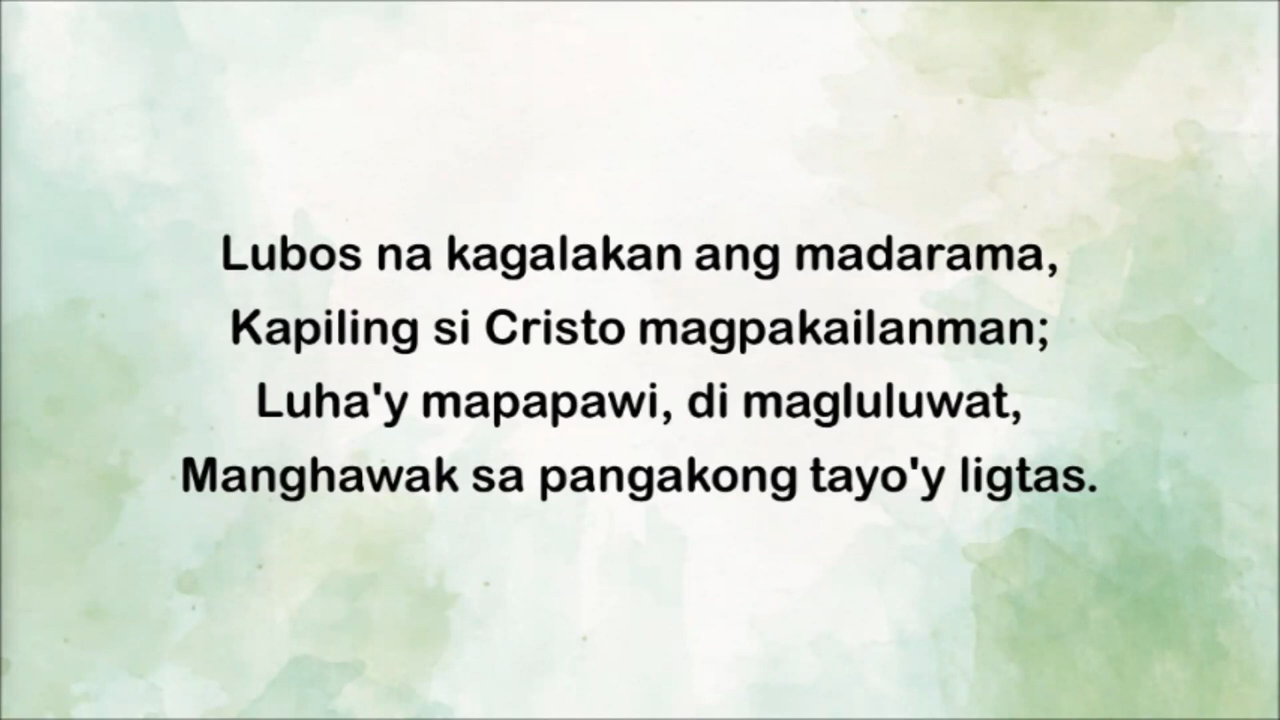 Lubos na kagalakan ang madarama,
Kapiling si Cristo magpakailanman;
Luha'y mapapawi, di magluluwat,
Manghawak sa pangakong tayo'y ligtas.